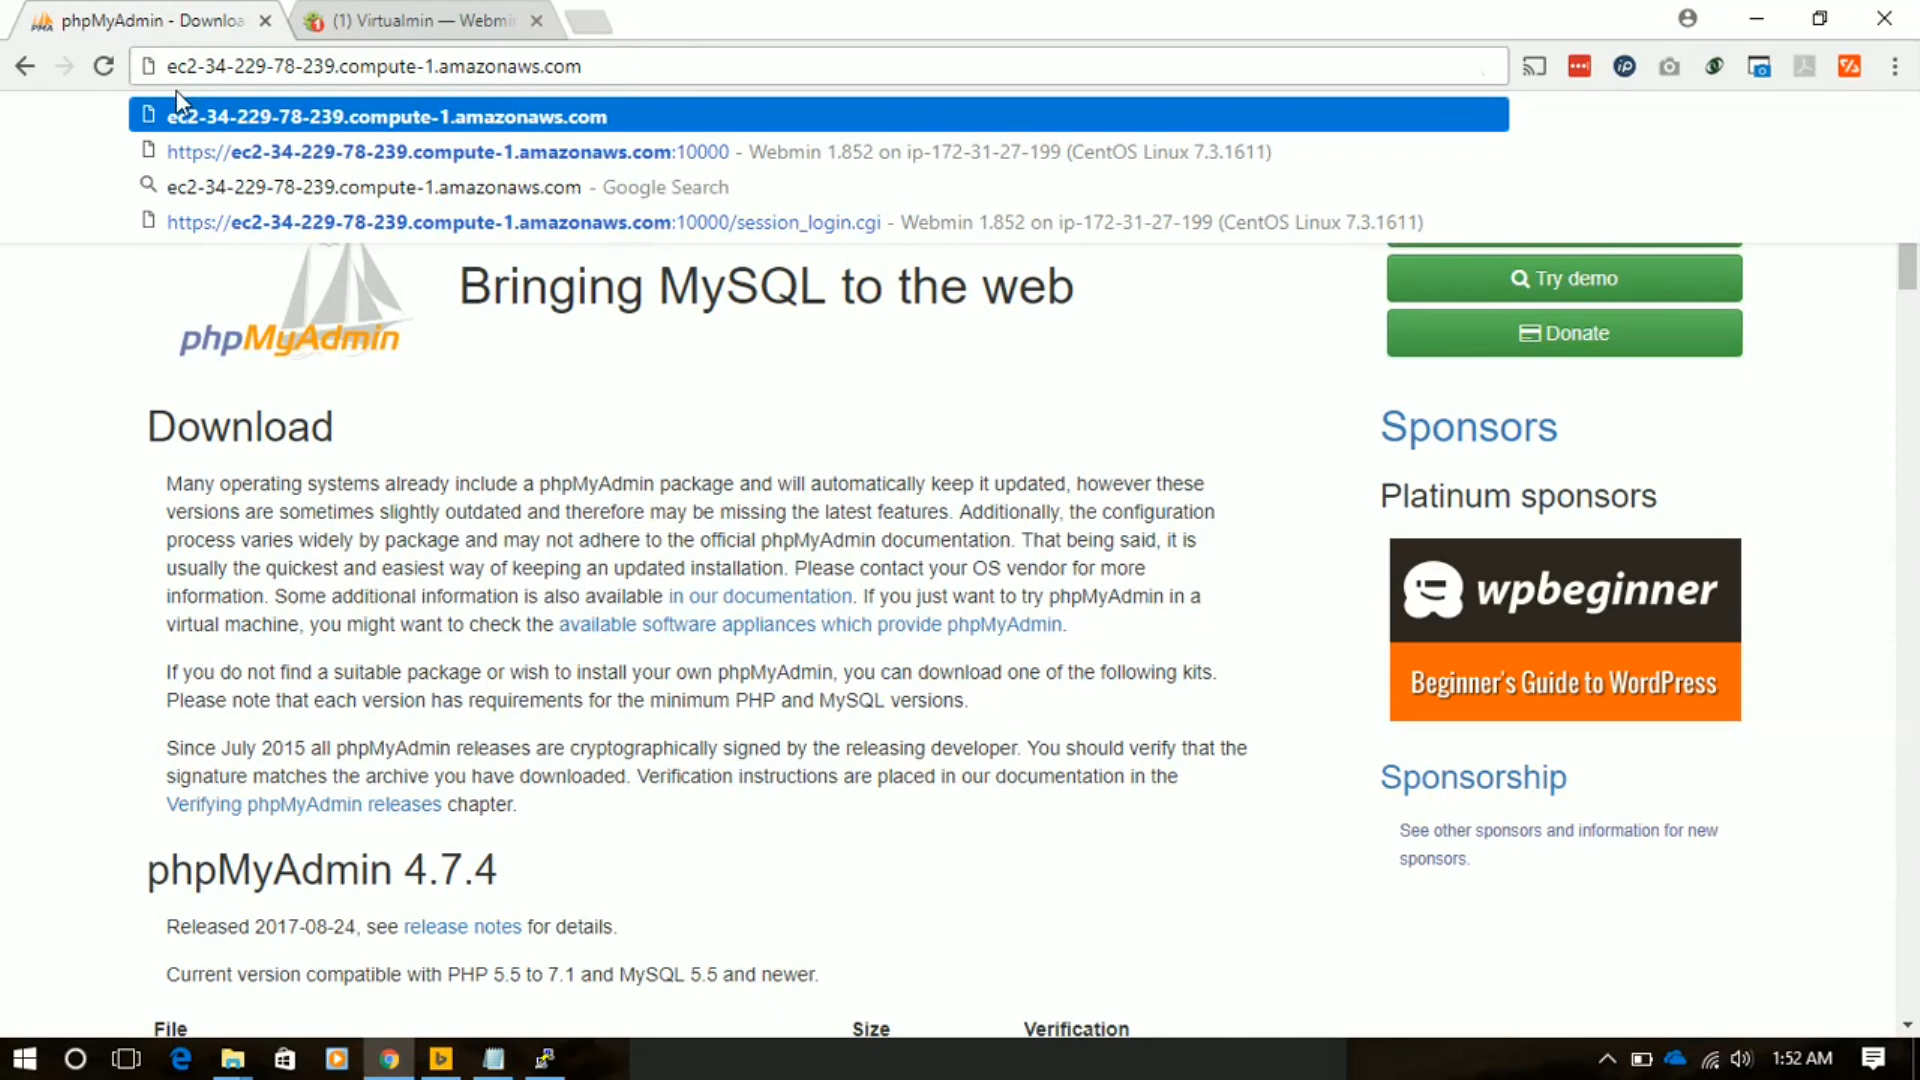 phpMyAdmin - Downloa
(1) Virtualmin — Webmin
ec2-34-229-78-239.compute-1.amazonaws.com
ec2-34-229-78-239.compute-1.amazonaws.com
https://ec2-34-229-78-239.compute-1.amazonaws.com:10000 - Webmin 1.852 on ip-172-31-27-199 (CentOS Linux 7.3.1611)
ec2-34-229-78-239.compute-1.amazonaws.com - Google Search
https://ec2-34-229-78-239.compute-1.amazonaws.com:10000/session_login.cgi - Webmin 1.852 on ip-172-31-27-199 (CentOS Linux 7.3.1611)
phpMyAdmin
Bringing MySQL to the web
Try demo
Donate
Download
Many operating systems already include a phpMyAdmin package and will automatically keep it updated, however these
versions are sometimes slightly outdated and therefore may be missing the latest features. Additionally, the configuration
process varies widely by package and may not adhere to the official phpMyAdmin documentation. That being said, it is
usually the quickest and easiest way of keeping an updated installation. Please contact your OS vendor for more
information. Some additional information is also available in our documentation. If you just want to try phpMyAdmin in a
virtual machine, you might want to check the available software appliances which provide phpMyAdmin.
If you do not find a suitable package or wish to install your own phpMyAdmin, you can download one of the following kits.
Please note that each version has requirements for the minimum PHP and MySQL versions.
Since July 2015 all phpMyAdmin releases are cryptographically signed by the releasing developer. You should verify that the
signature matches the archive you have downloaded. Verification instructions are placed in our documentation in the
Verifying phpMyAdmin releases chapter.
phpMyAdmin 4.7.4
Released 2017-08-24, see release notes for details.
Current version compatible with PHP 5.5 to 7.1 and MySQL 5.5 and newer.
File Size Verification
Sponsors
Platinum sponsors
wpbeginner
Beginner's Guide to WordPress
Sponsorship
See other sponsors and information for new
sponsors.
1:52 AM